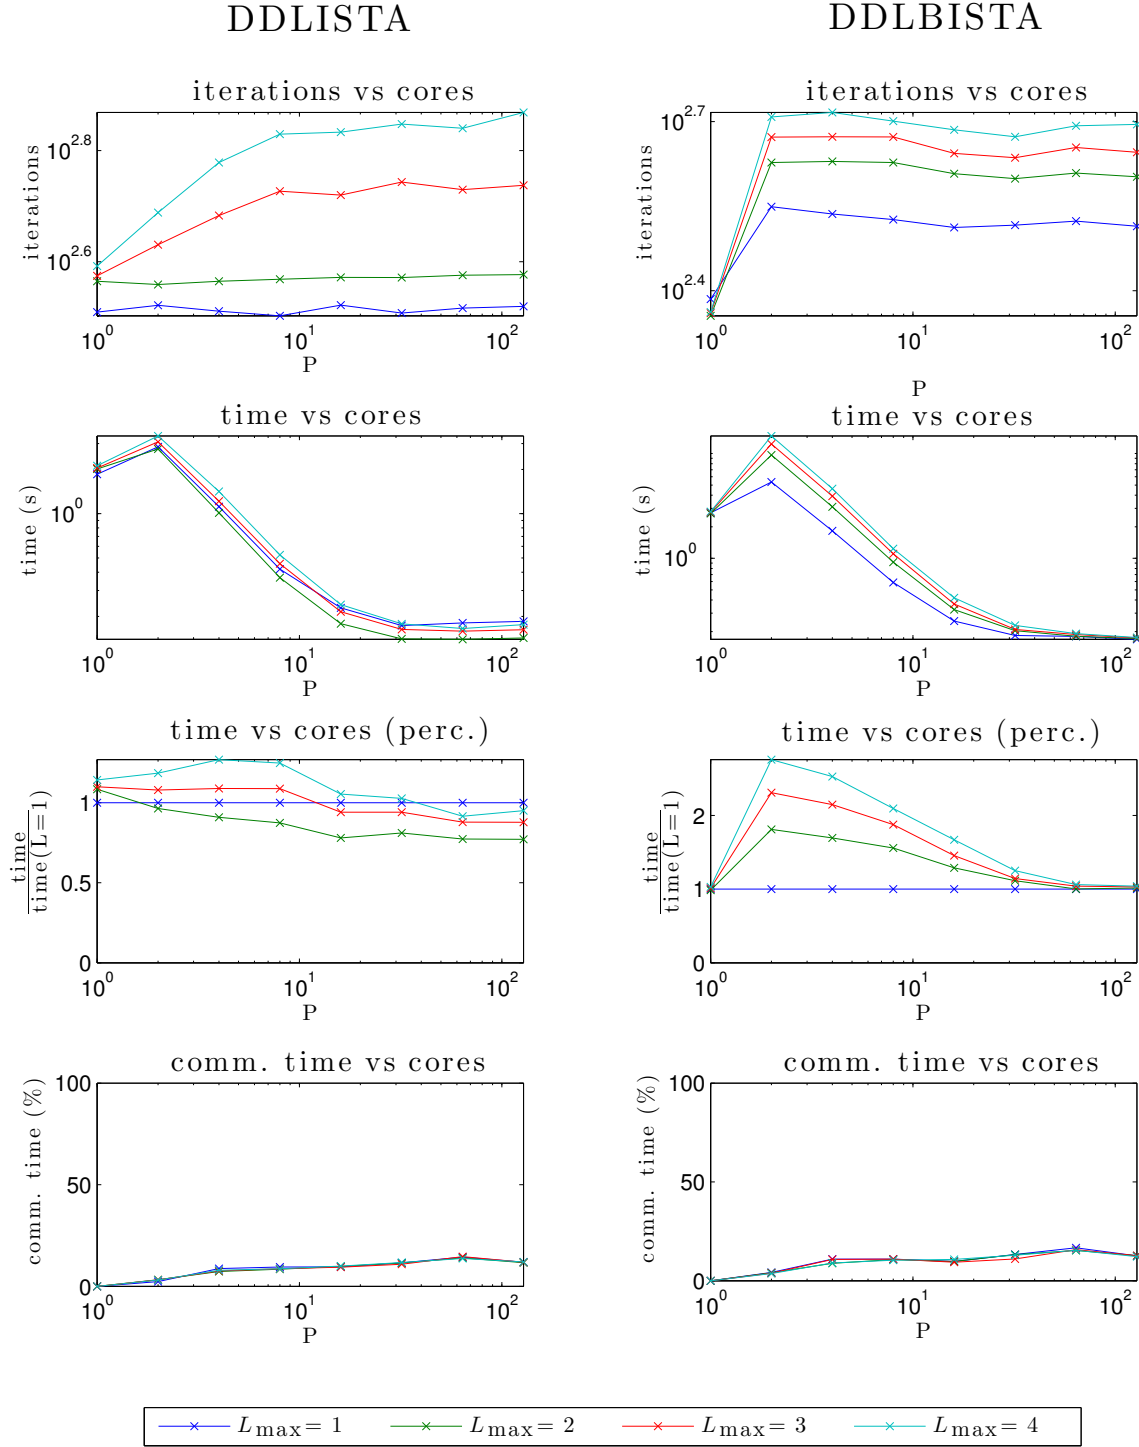 DDLISTA
DDLBISTA
iterations vs cores
iterations
10^2.8
10^2.6
10^0
10^1
10^2
P
iterations vs cores
iterations
10^2.7
10^2.4
10^0
10^1
10^2
P
time vs cores
time (s)
10^0
10^0
10^1
10^2
P
time vs cores
time (s)
10^0
10^0
10^1
10^2
P
time vs cores (perc.)
time
time(L=1)
1
0.5
0
10^0
10^1
10^2
P
time vs cores (perc.)
time
time(L=1)
2
1
0
10^0
10^1
10^2
P
comm. time vs cores
comm. time (%)
100
50
0
10^0
10^1
10^2
P
comm. time vs cores
comm. time (%)
100
50
0
10^0
10^1
10^2
P
L_max = 1
L_max = 2
L_max = 3
L_max = 4